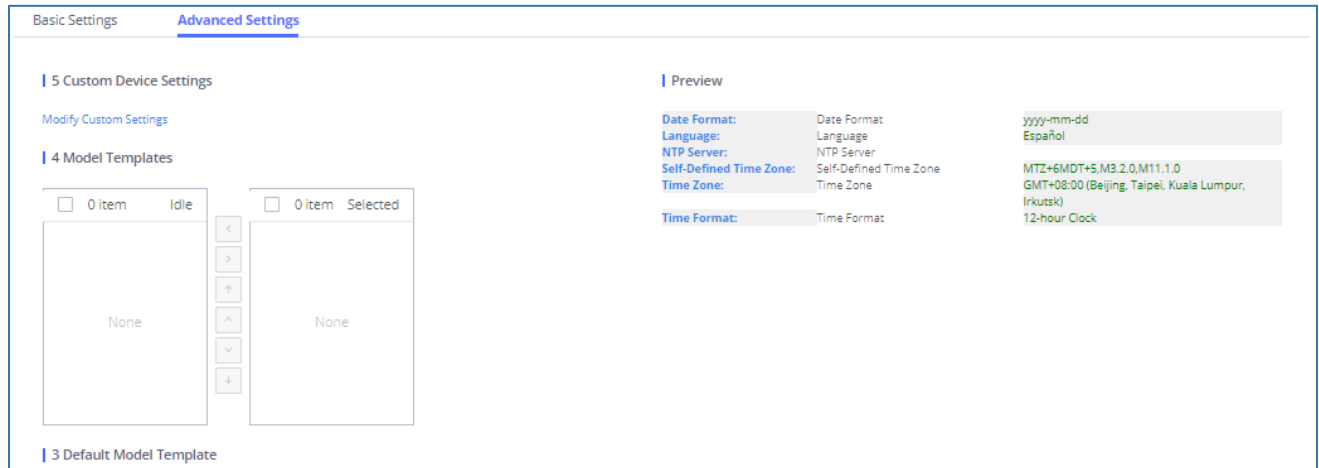 Basic Settings Advanced Settings
5 Custom Device Settings
Modify Custom Settings
4 Model Templates
0 item Idle
0 item Selected
None
None
3 Default Model Template
Preview
Date Format: Date Format yyyy-mm-dd
Language: Language Español
NTP Server: NTP Server
Self-Defined Time Zone: Self-Defined Time Zone MTZ+6MDT+5,M3.2.0,M11.1.0
Time Zone: Time Zone GMT+08:00 (Beijing, Taipei, Kuala Lumpur,
Irkutsk)
Time Format: Time Format 12-hour Clock